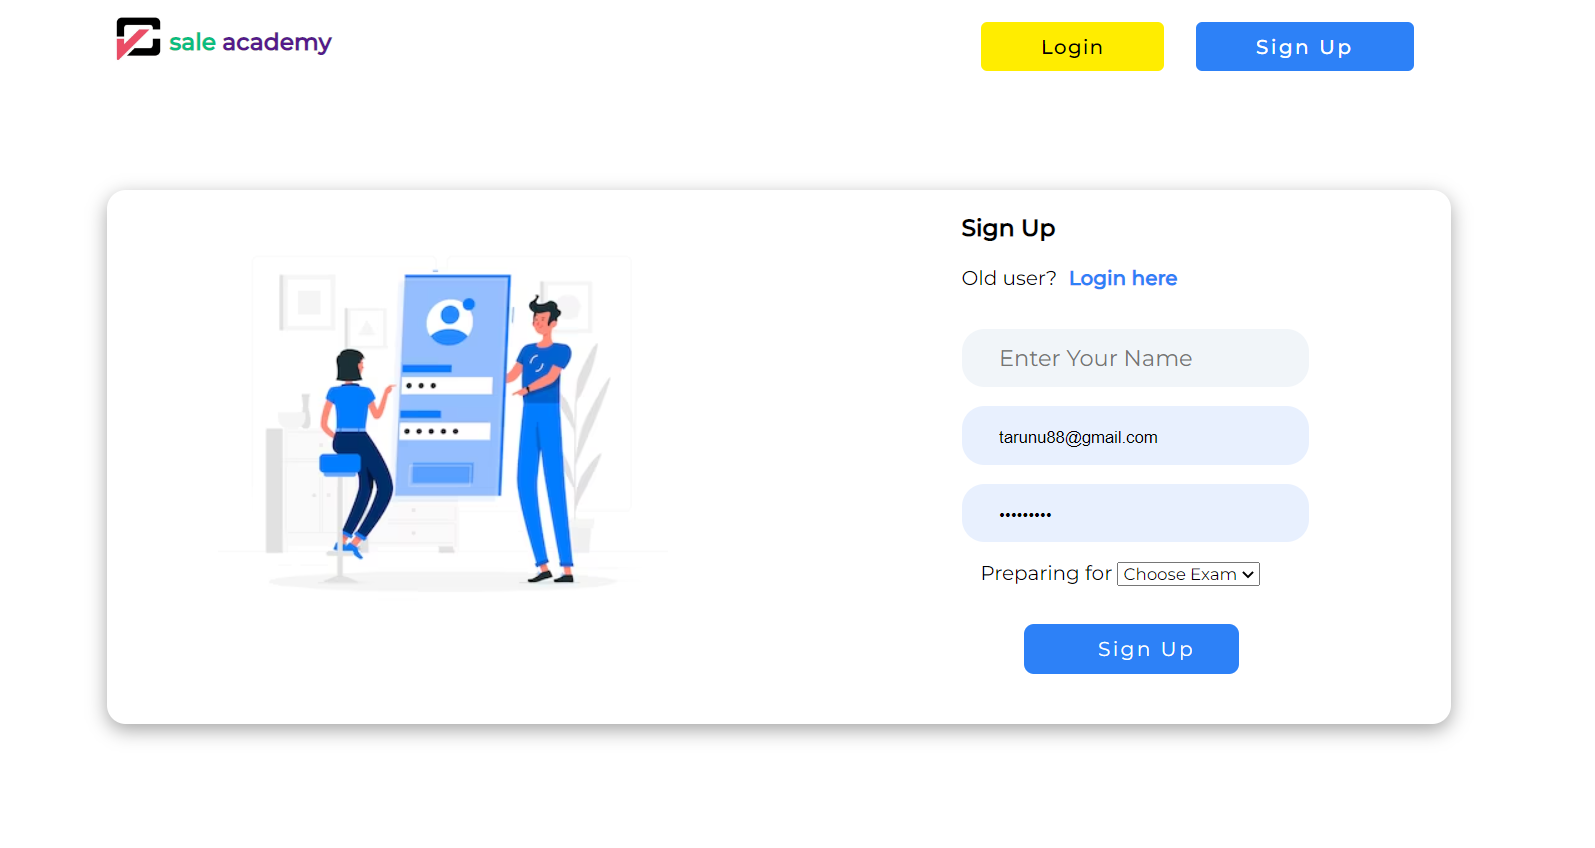 sale academy
Login
Sign Up
Sign Up
Old user? Login here
Enter Your Name
tarunu88@gmail.com
•••••••••
Preparing for Choose Exam
Sign Up